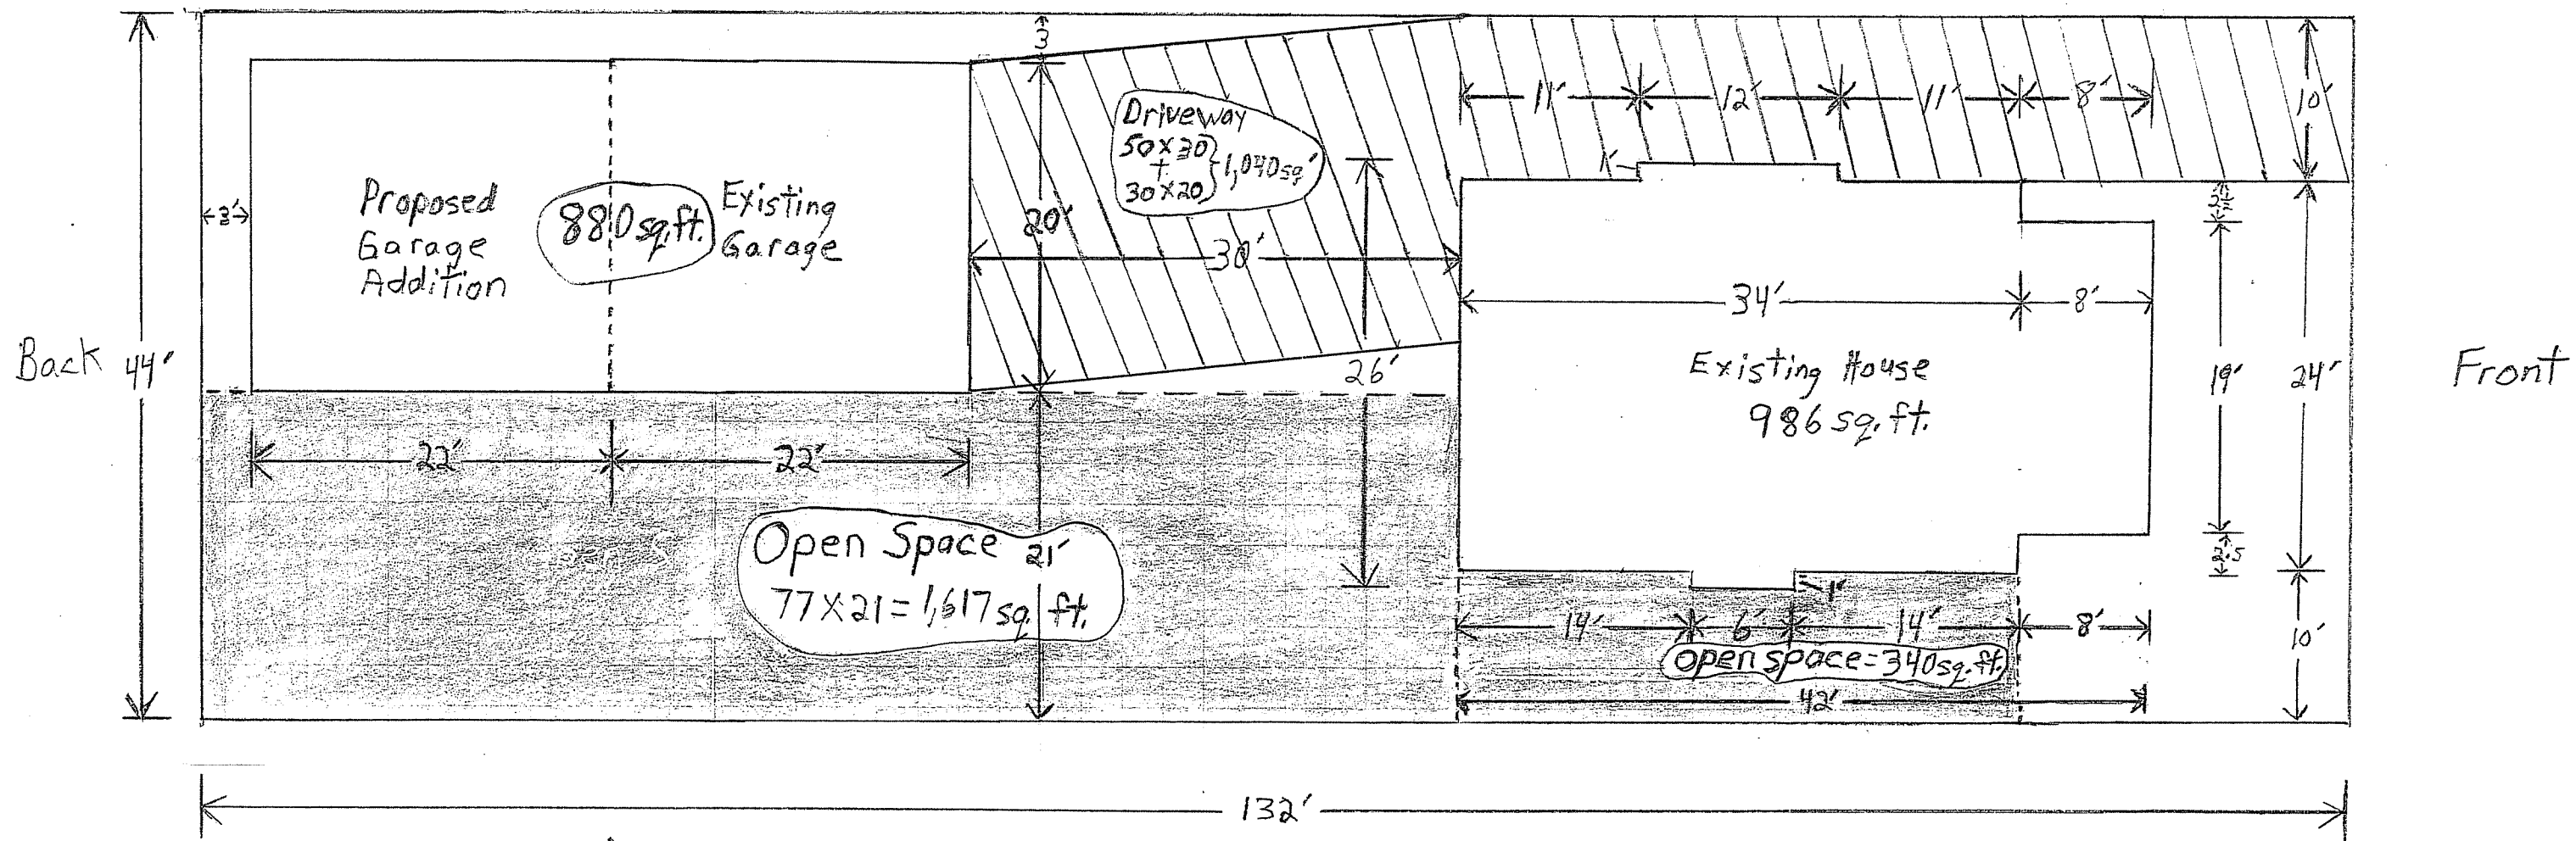 3
11' 12' 11' 8' 10'
Driveway
50x30
+
30x20
1,040 sq'
1'
Proposed
Garage
Addition
880 sq.ft.
Existing
Garage
3'
20'
30'
34' 8'
Back 44'
26'
Existing House
986 sq. ft.
19' 24'
Front
22' 22'
Open Space
77x21=1,617 sq. ft.
21'
2.5
1'
14' 6' 14' 8'
10'
open space=340 sq.ft.
42'
132'